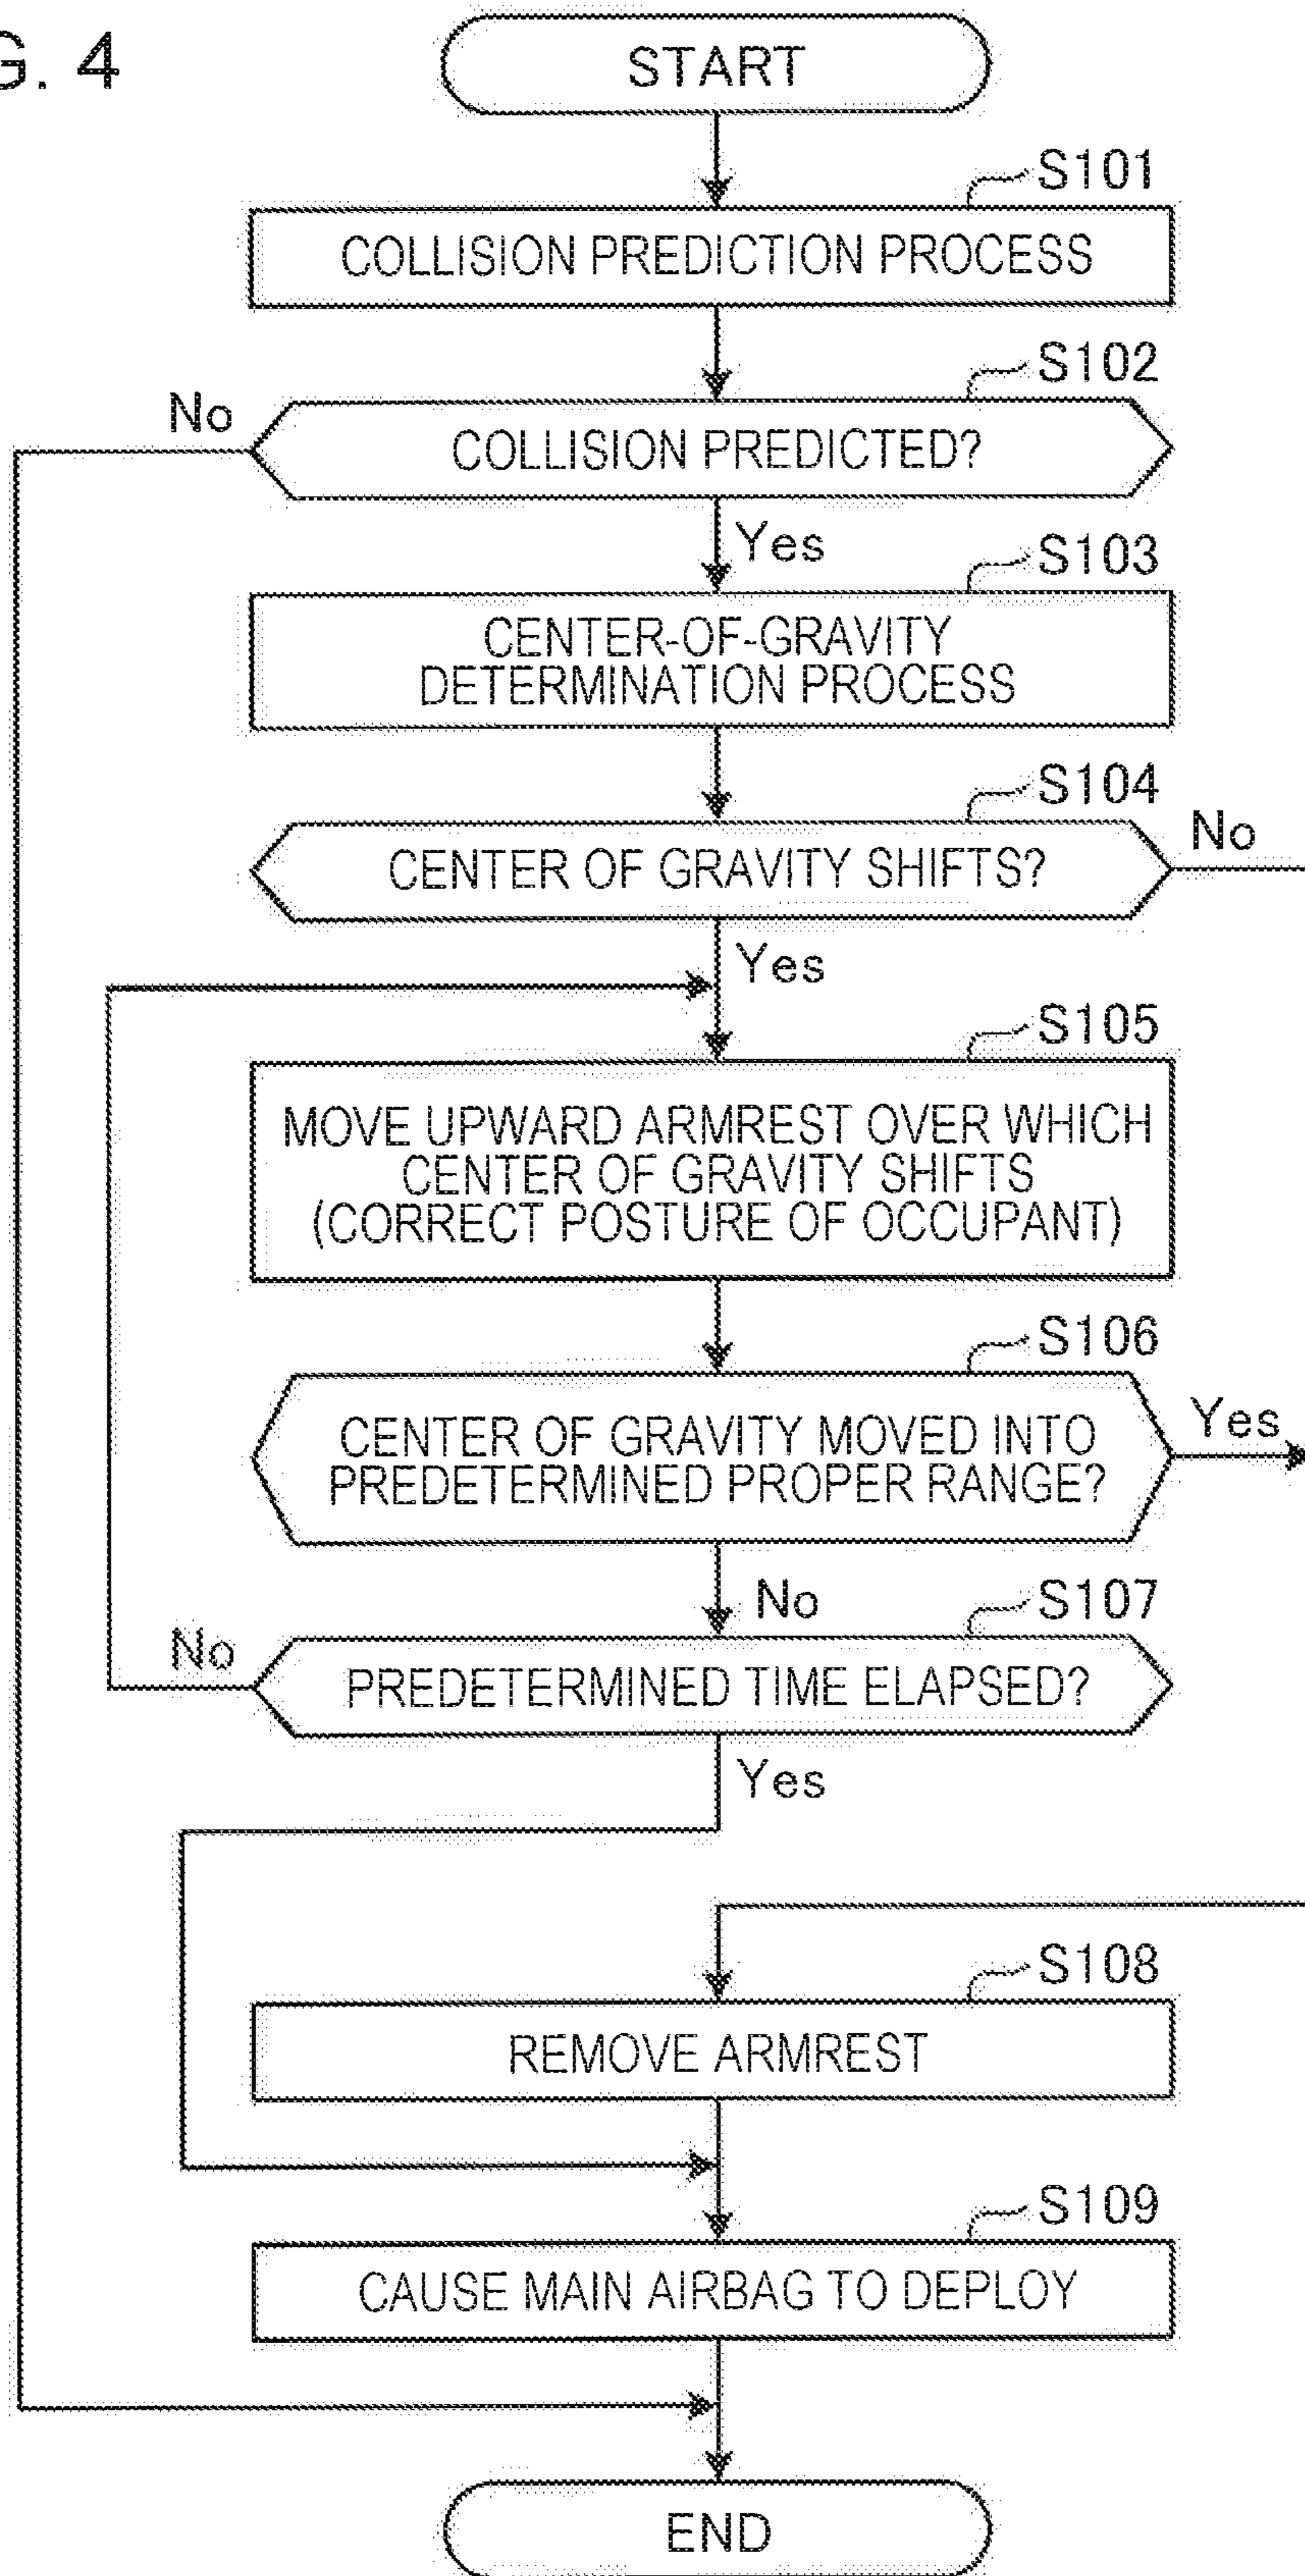 G. 4
START
S101
COLLISION PREDICTION PROCESS
S102
No
COLLISION PREDICTED?
Yes
S103
CENTER-OF-GRAVITY
DETERMINATION PROCESS
S104
No
CENTER OF GRAVITY SHIFTS?
Yes
S105
MOVE UPWARD ARMREST OVER WHICH
CENTER OF GRAVITY SHIFTS
(CORRECT POSTURE OF OCCUPANT)
S106
Yes
CENTER OF GRAVITY MOVED INTO
PREDETERMINED PROPER RANGE?
No
S107
No
PREDETERMINED TIME ELAPSED?
Yes
S108
REMOVE ARMREST
S109
CAUSE MAIN AIRBAG TO DEPLOY
END